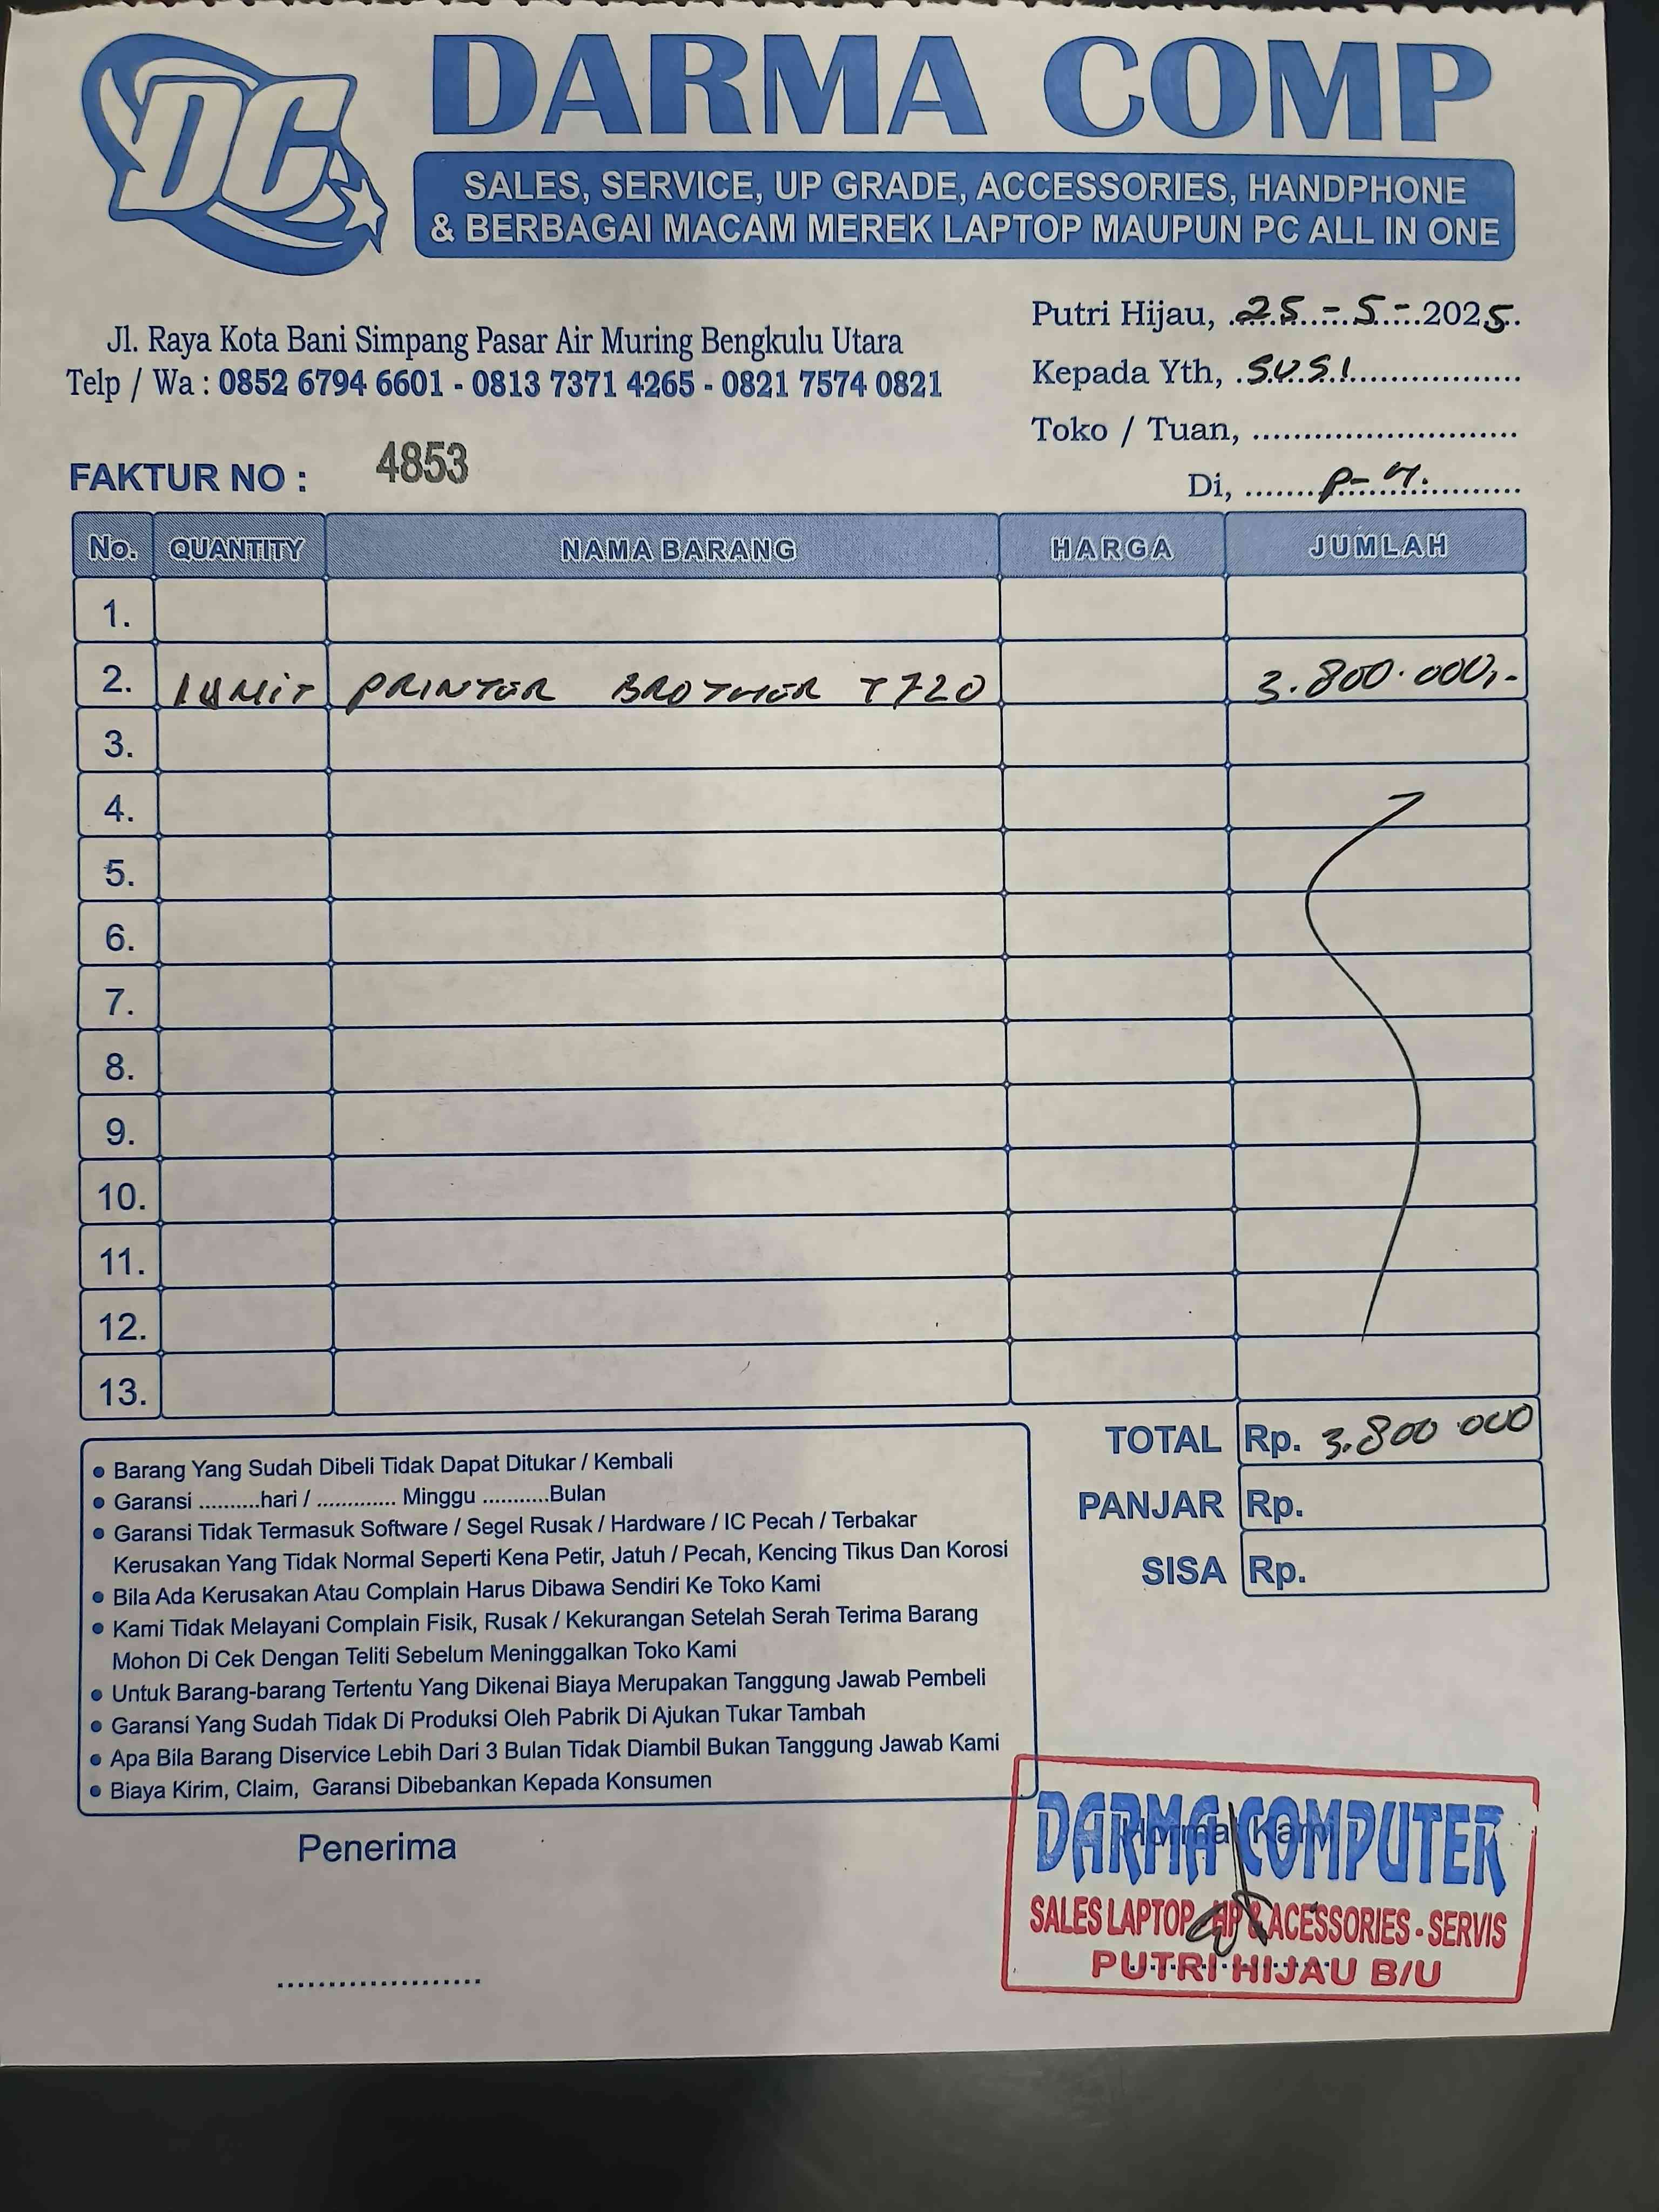 DC
DARMA COMP
SALES, SERVICE, UP GRADE, ACCESSORIES, HANDPHONE
& BERBAGAI MACAM MEREK LAPTOP MAUPUN PC ALL IN ONE
Jl. Raya Kota Bani Simpang Pasar Air Muring Bengkulu Utara
Telp / Wa : 0852 6794 6601 - 0813 7371 4265 - 0821 7574 0821
Putri Hijau, 25 - 5 - 2025
Kepada Yth, SUSI
Toko / Tuan, ...........................
Di, P-H.
FAKTUR NO : 4853
No. QUANTITY NAMA BARANG HARGA JUMLAH
1.
2. 1 UNIT PRINTER BROTHER T720 3.800.000,-
3.
4.
5.
6.
7.
8.
9.
10.
11.
12.
13.
TOTAL Rp. 3.800 000
PANJAR Rp.
SISA Rp.
• Barang Yang Sudah Dibeli Tidak Dapat Ditukar / Kembali
• Garansi ..........hari / ............. Minggu ...........Bulan
• Garansi Tidak Termasuk Software / Segel Rusak / Hardware / IC Pecah / Terbakar
Kerusakan Yang Tidak Normal Seperti Kena Petir, Jatuh / Pecah, Kencing Tikus Dan Korosi
• Bila Ada Kerusakan Atau Complain Harus Dibawa Sendiri Ke Toko Kami
• Kami Tidak Melayani Complain Fisik, Rusak / Kekurangan Setelah Serah Terima Barang
Mohon Di Cek Dengan Teliti Sebelum Meninggalkan Toko Kami
• Untuk Barang-barang Tertentu Yang Dikenai Biaya Merupakan Tanggung Jawab Pembeli
• Garansi Yang Sudah Tidak Di Produksi Oleh Pabrik Di Ajukan Tukar Tambah
• Apa Bila Barang Diservice Lebih Dari 3 Bulan Tidak Diambil Bukan Tanggung Jawab Kami
• Biaya Kirim, Claim, Garansi Dibebankan Kepada Konsumen
Penerima
Hormat Kami
DARMA COMPUTER
SALES LAPTOP - HP & ACESSORIES - SERVIS
PUTRI HIJAU B/U